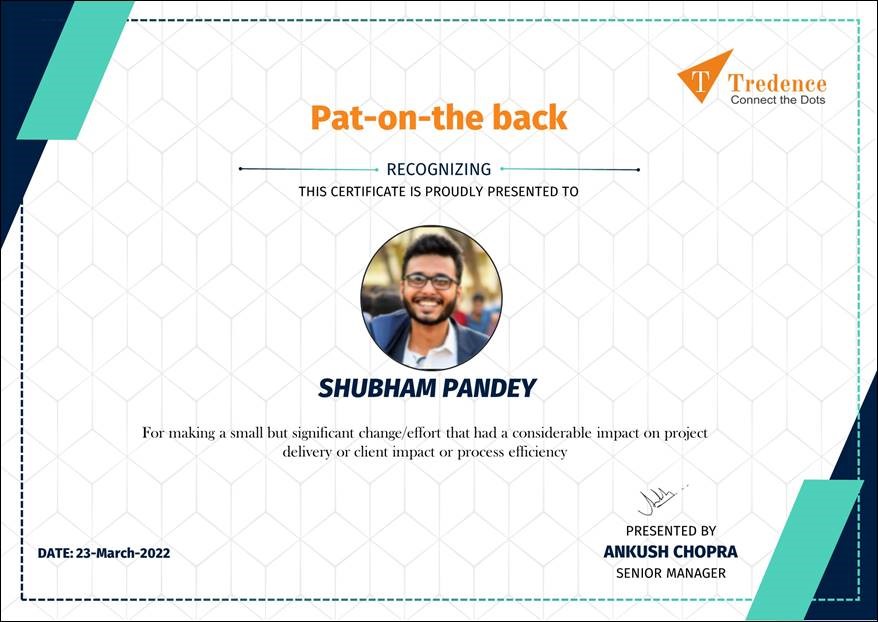 T
Tredence
Connect the Dots
Pat-on-the back
RECOGNIZING
THIS CERTIFICATE IS PROUDLY PRESENTED TO
SHUBHAM PANDEY
For making a small but significant change/effort that had a considerable impact on project
delivery or client impact or process efficiency
PRESENTED BY
DATE: 23-March-2022
ANKUSH CHOPRA
SENIOR MANAGER